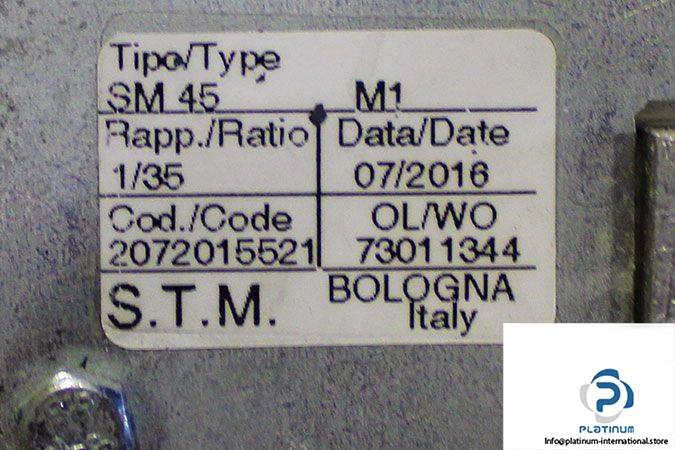 Tipo/Type
SM 45 M1
Rapp./Ratio Data/Date
1/35 07/2016
Cod./Code OL/WO
2072015521 73011344
S.T.M. BOLOGNA
Italy
PLATINUM
Info@platinum-international.store